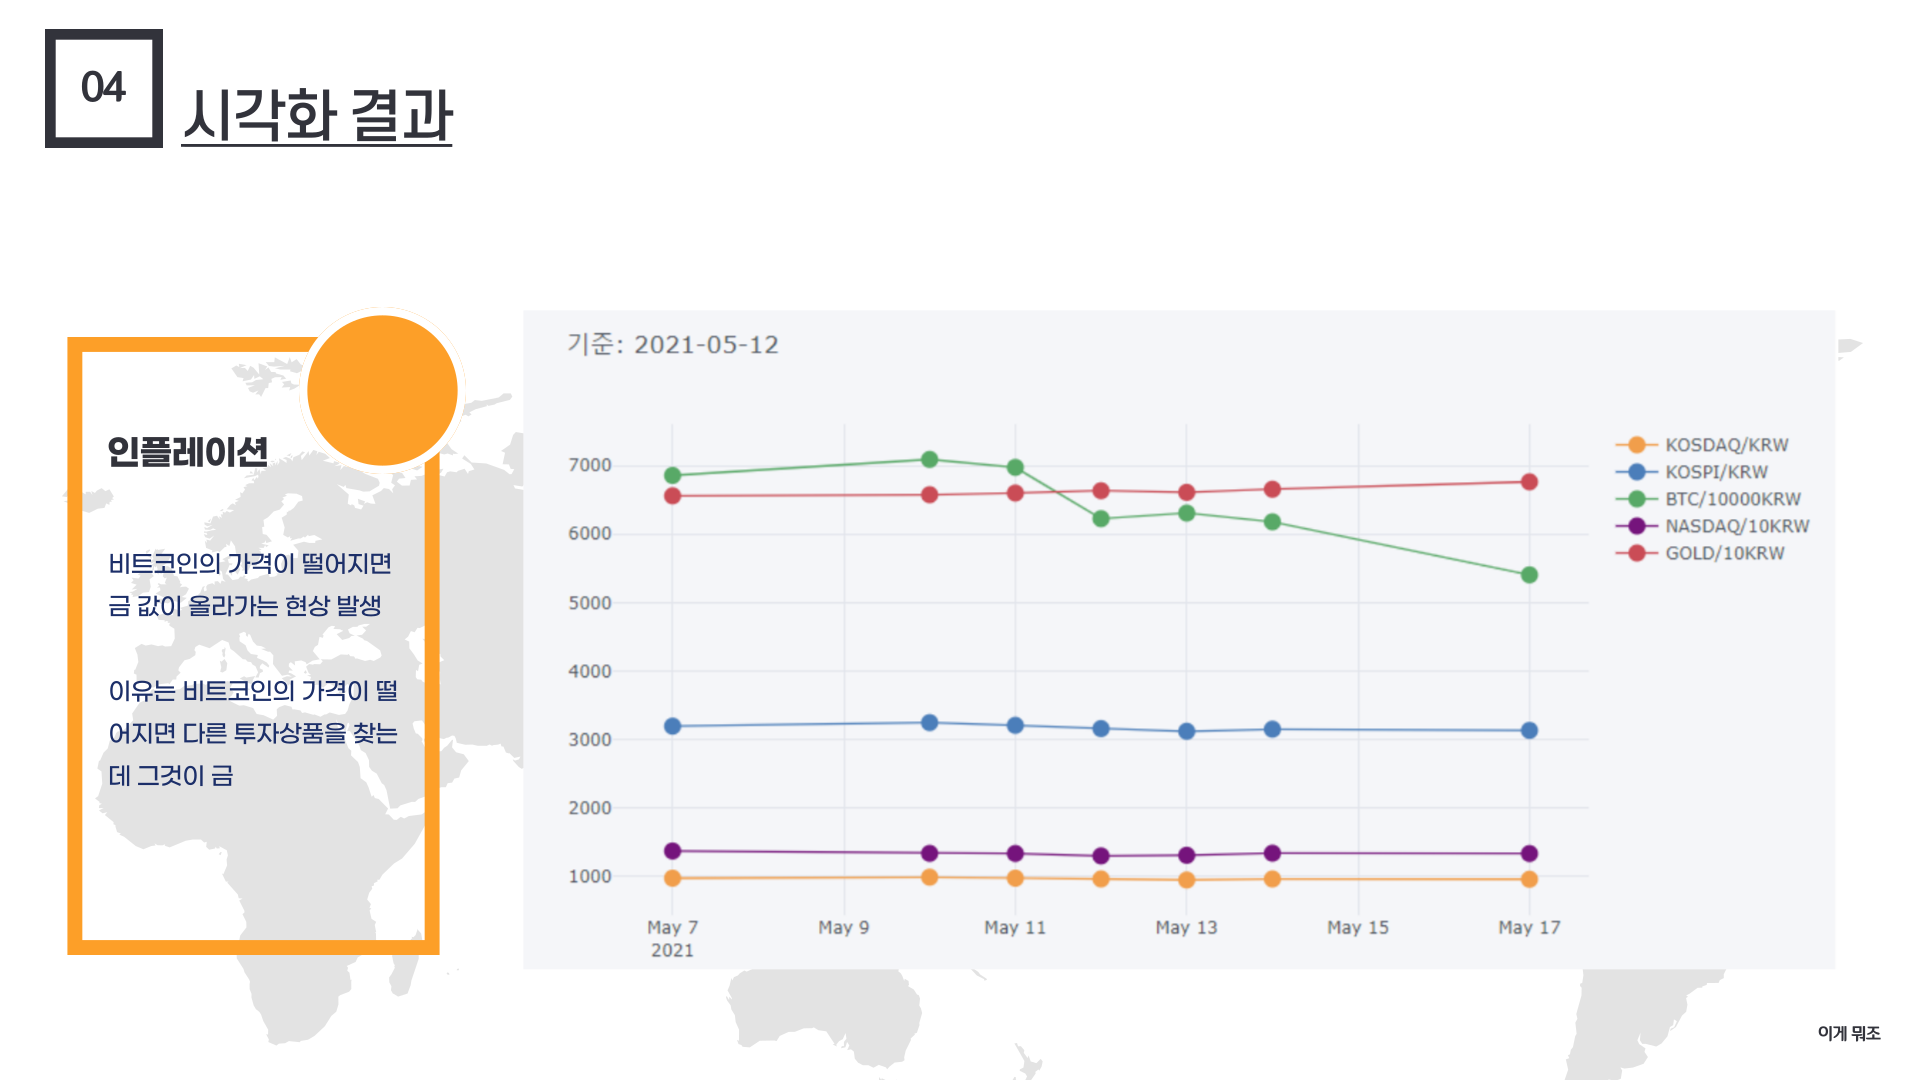 04
시각화 결과
인플레이션
비트코인의 가격이 떨어지면
금 값이 올라가는 현상 발생
이유는 비트코인의 가격이 떨
어지면 다른 투자상품을 찾는
데 그것이 금
기준: 2021-05-12
7000
6000
5000
4000
3000
2000
1000
May 7
2021
May 9
May 11
May 13
May 15
May 17
KOSDAQ/KRW
KOSPI/KRW
BTC/10000KRW
NASDAQ/10KRW
GOLD/10KRW
이게 뭐조